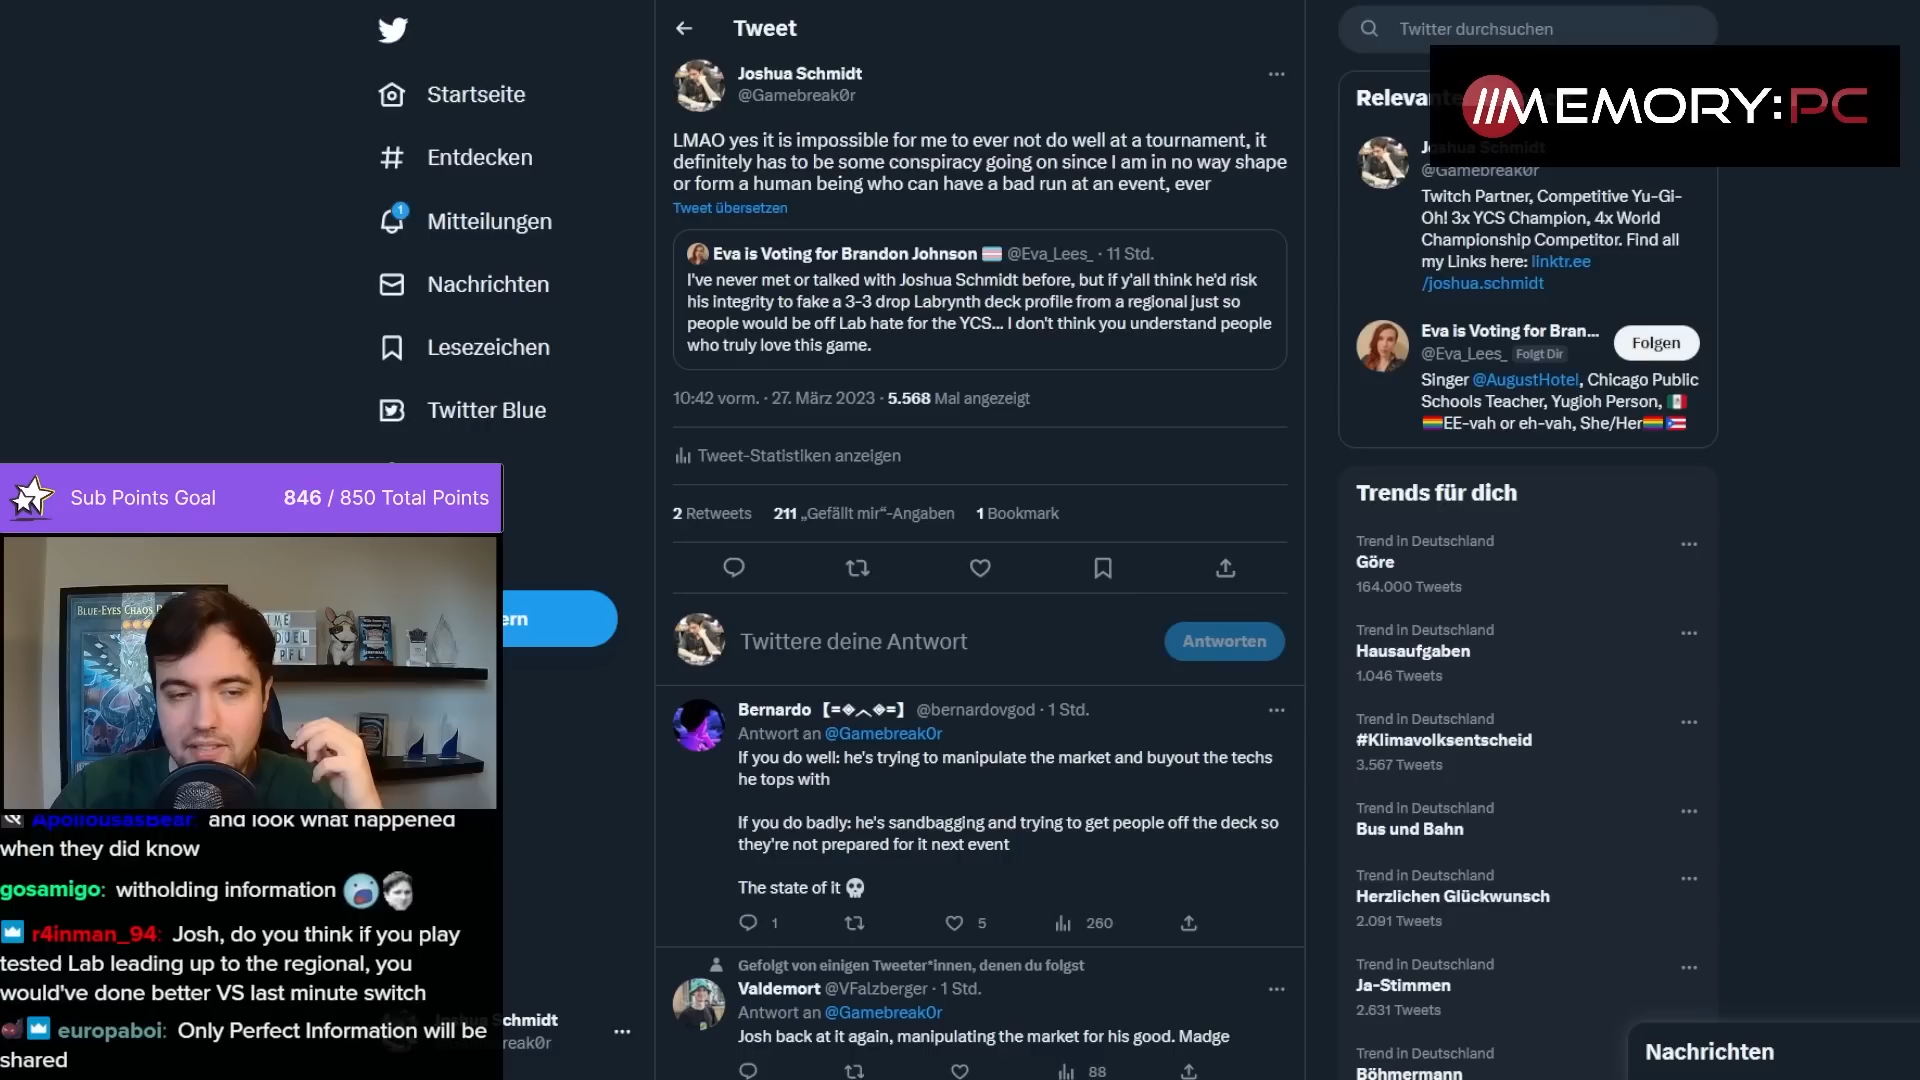 Startseite
Entdecken
1
Mitteilungen
Nachrichten
Lesezeichen
Twitter Blue
Sub Points Goal
846 / 850 Total Points
ern
BLUE-EYES CHAOS
and look what happened
when they did know
gosamigo: witholding information
r4inman_94: Josh, do you think if you play
tested Lab leading up to the regional, you
would've done better VS last minute switch
europaboi: Only Perfect Information will be
shared
chmidt
reak0r
Tweet
Joshua Schmidt
@Gamebreak0r
LMAO yes it is impossible for me to ever not do well at a tournament, it
definitely has to be some conspiracy going on since I am in no way shape
or form a human being who can have a bad run at an event, ever
Tweet übersetzen
Eva is Voting for Brandon Johnson @Eva_Lees_ · 11 Std.
I've never met or talked with Joshua Schmidt before, but if y'all think he'd risk
his integrity to fake a 3-3 drop Labrynth deck profile from a regional just so
people would be off Lab hate for the YCS... I don't think you understand people
who truly love this game.
10:42 vorm. · 27. März 2023 · 5.568 Mal angezeigt
Tweet-Statistiken anzeigen
2 Retweets 211 „Gefällt mir“-Angaben 1 Bookmark
Twittere deine Antwort
Antworten
Bernardo @bernardovgod · 1 Std.
Antwort an @Gamebreak0r
If you do well: he's trying to manipulate the market and buyout the techs
he tops with
If you do badly: he's sandbagging and trying to get people off the deck so
they're not prepared for it next event
The state of it 💀
1 5 260
Gefolgt von einigen Tweeter*innen, denen du folgst
Valdemort @VFalzberger · 1 Std.
Antwort an @Gamebreak0r
Josh back at it again, manipulating the market for his good. Madge
88
Twitter durchsuchen
Relevan
//MEMORY:PC
Joshua Schmidt
@Gamebreak0r
Twitch Partner, Competitive Yu-Gi-
Oh! 3x YCS Champion, 4x World
Championship Competitor. Find all
my Links here: linktr.ee
/joshua.schmidt
Eva is Voting for Bran...
@Eva_Lees_ Folgt Dir
Folgen
Singer @AugustHotel, Chicago Public
Schools Teacher, Yugioh Person, 🇲🇽
🏳️‍🌈EE-vah or eh-vah, She/Her🏳️‍🌈🇵🇷
Trends für dich
Trend in Deutschland
Göre
164.000 Tweets
Trend in Deutschland
Hausaufgaben
1.046 Tweets
Trend in Deutschland
#Klimavolksentscheid
3.567 Tweets
Trend in Deutschland
Bus und Bahn
Trend in Deutschland
Herzlichen Glückwunsch
2.091 Tweets
Trend in Deutschland
Ja-Stimmen
2.631 Tweets
Trend in Deutschland
Böhmermann
Nachrichten